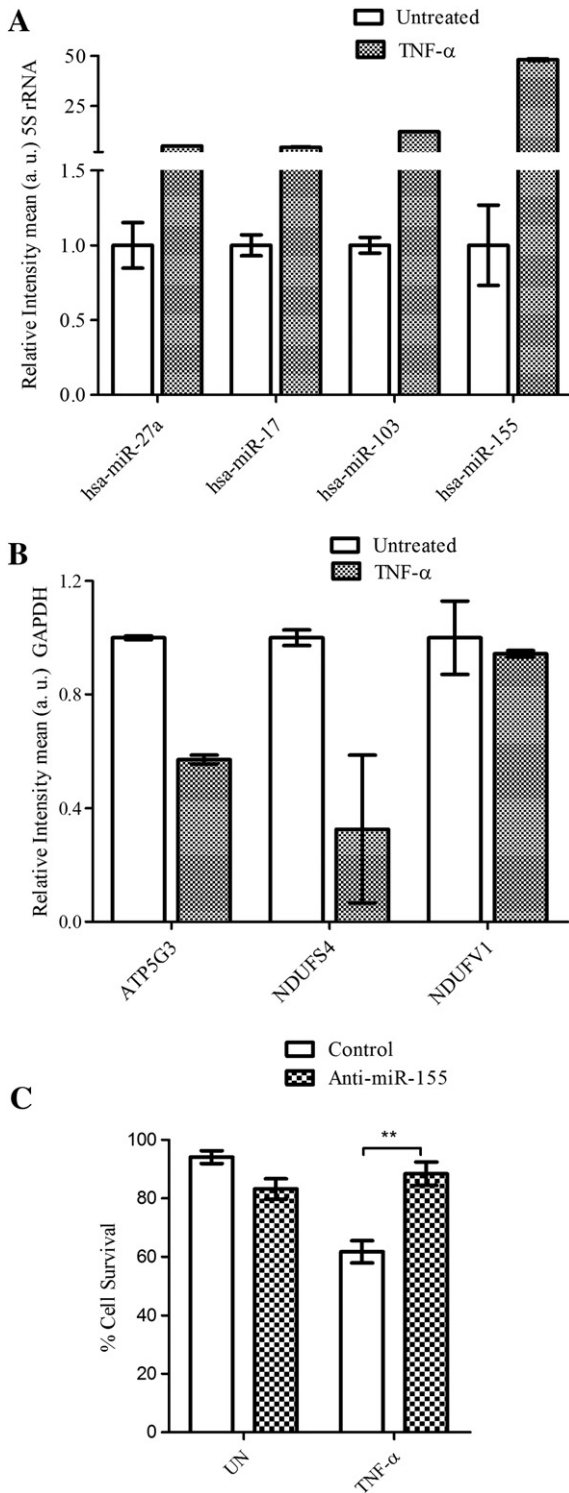 A
Untreated
TNF-α
Relative Intensity mean (a. u.) 5S rRNA
50
25
1.5
1.0
0.5
0.0
hsa-miR-27a
hsa-miR-17
hsa-miR-103
hsa-miR-155
B
Untreated
TNF-α
Relative Intensity mean (a. u.) GAPDH
1.2
0.8
0.4
0.0
ATP5G3
NDUFS4
NDUFV1
Control
Anti-miR-155
C
**
% Cell Survival
100
80
60
40
20
0
UN
TNF-α